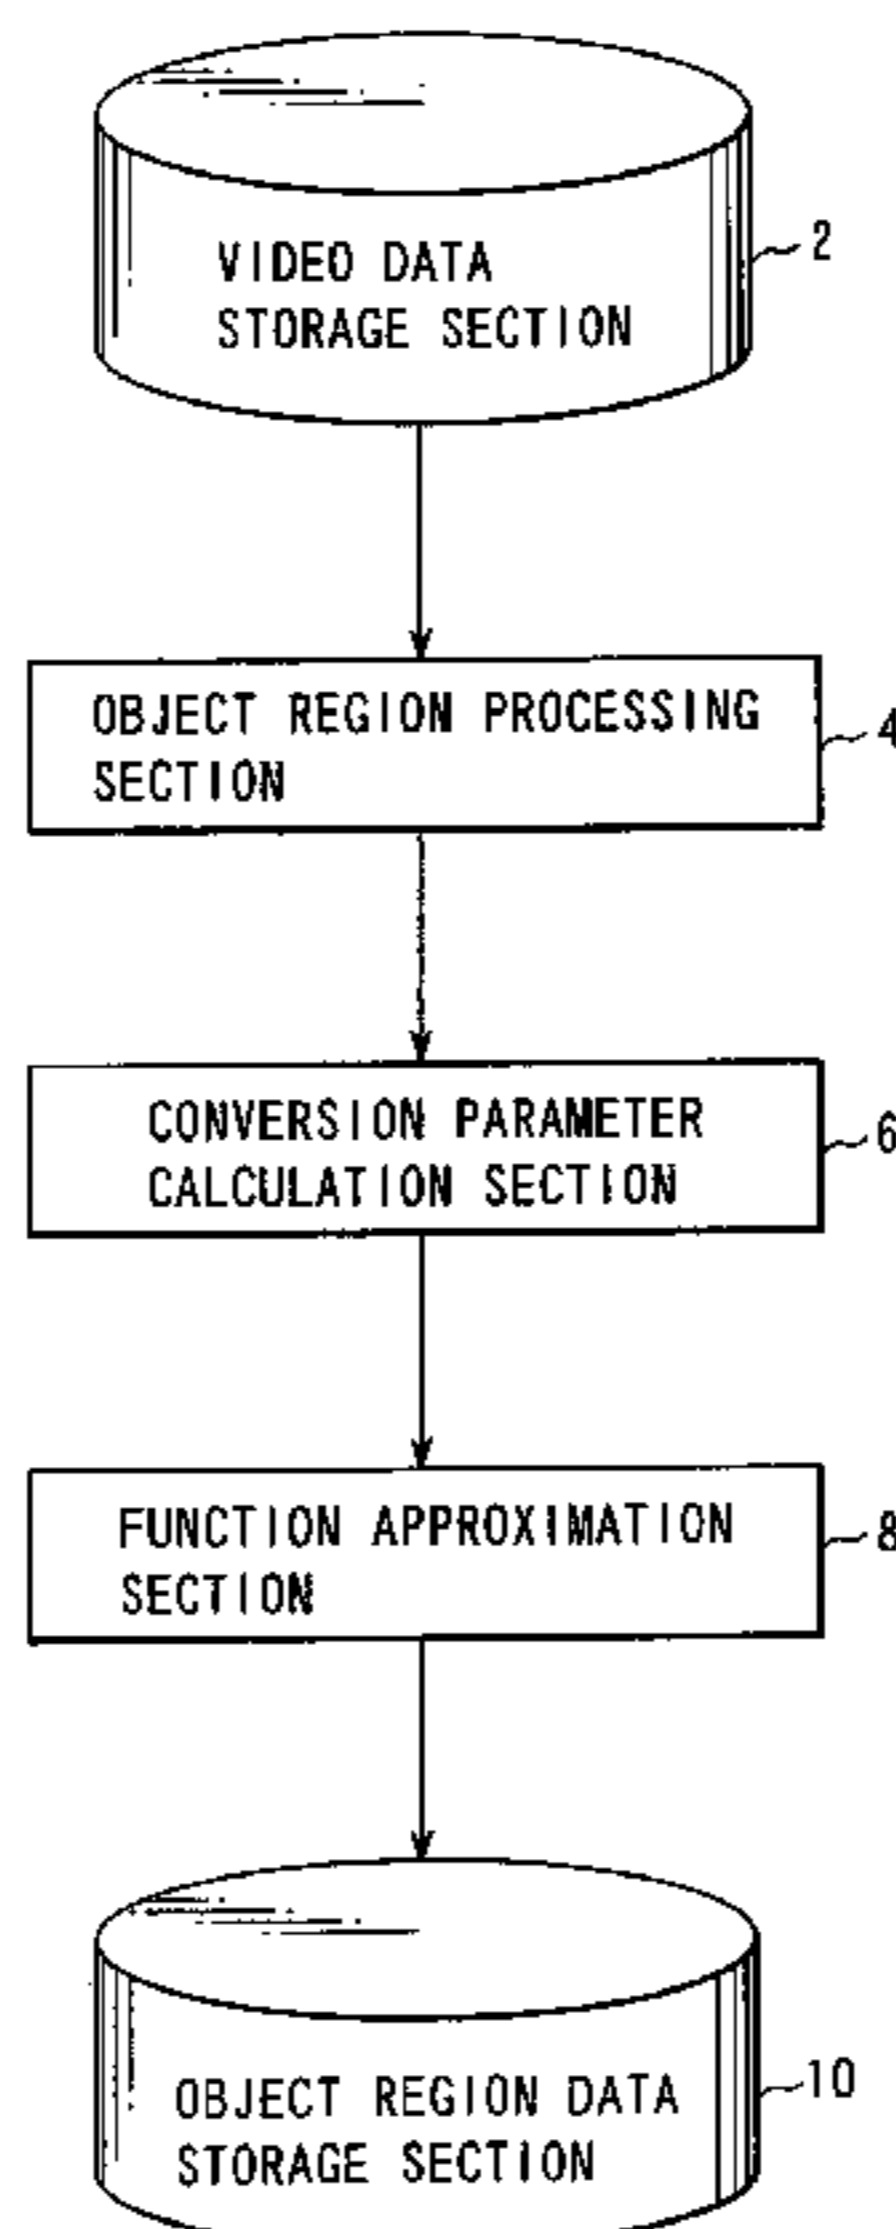 VIDEO DATA
STORAGE SECTION
2
OBJECT REGION PROCESSING
SECTION
4
CONVERSION PARAMETER
CALCULATION SECTION
6
FUNCTION APPROXIMATION
SECTION
8
OBJECT REGION DATA
STORAGE SECTION
10